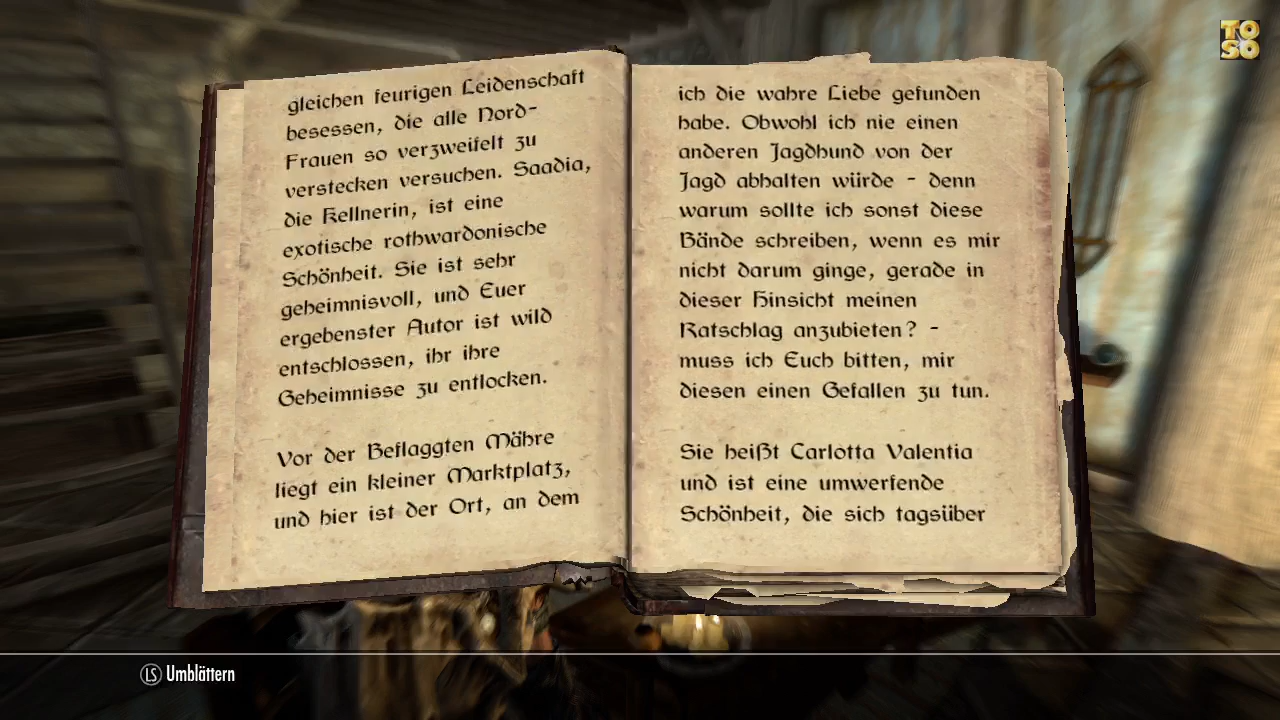 TO
SO
gleichen feurigen Leidenschaft
besessen, die alle Nord-
Frauen so verzweifelt zu
verstecken versuchen. Saadia,
die Kellnerin, ist eine
exotische rothwardonische
Schönheit. Sie ist sehr
geheimnisvoll, und Euer
ergebenster Autor ist wild
entschlossen, ihr ihre
Geheimnisse zu entlocken.
Vor der Beflaggten Mähre
liegt ein kleiner Marktplatz,
und hier ist der Ort, an dem
ich die wahre Liebe gefunden
habe. Obwohl ich nie einen
anderen Jagdhund von der
Jagd abhalten würde - denn
warum sollte ich sonst diese
Bände schreiben, wenn es mir
nicht darum ginge, gerade in
dieser Hinsicht meinen
Ratschlag anzubieten? -
muss ich Euch bitten, mir
diesen einen Gefallen zu tun.
Sie heißt Carlotta Valentia
und ist eine umwerfende
Schönheit, die sich tagsüber
LS Umblättern